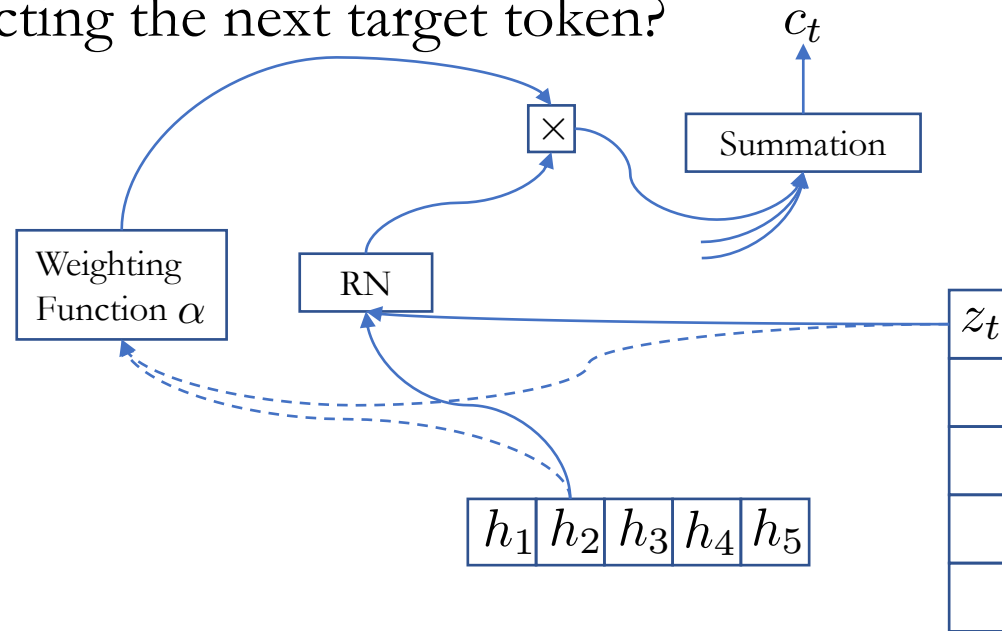 cting the next target token?
c_t
×
Summation
Weighting
Function α
RN
z_t
h_1 h_2 h_3 h_4 h_5